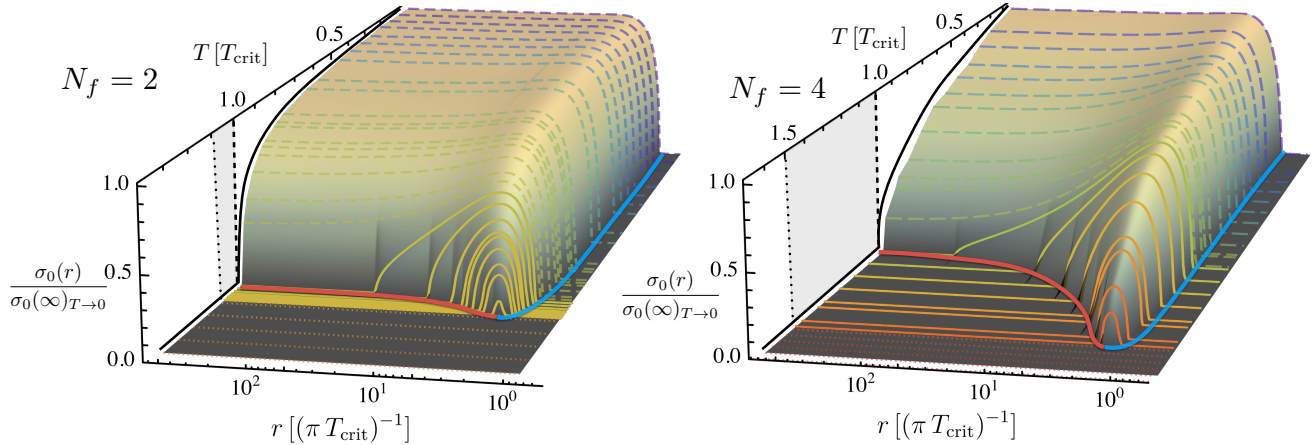 T [T_crit]
0.5
1.0
N_f = 2
1.0
0.5
0.0
σ_0(r)
σ_0(∞)_{T→0}
10^2
10^1
10^0
r [(π T_crit)^{-1}]
T [T_crit]
0.5
1.0
1.5
N_f = 4
1.0
0.5
0.0
σ_0(r)
σ_0(∞)_{T→0}
10^2
10^1
10^0
r [(π T_crit)^{-1}]